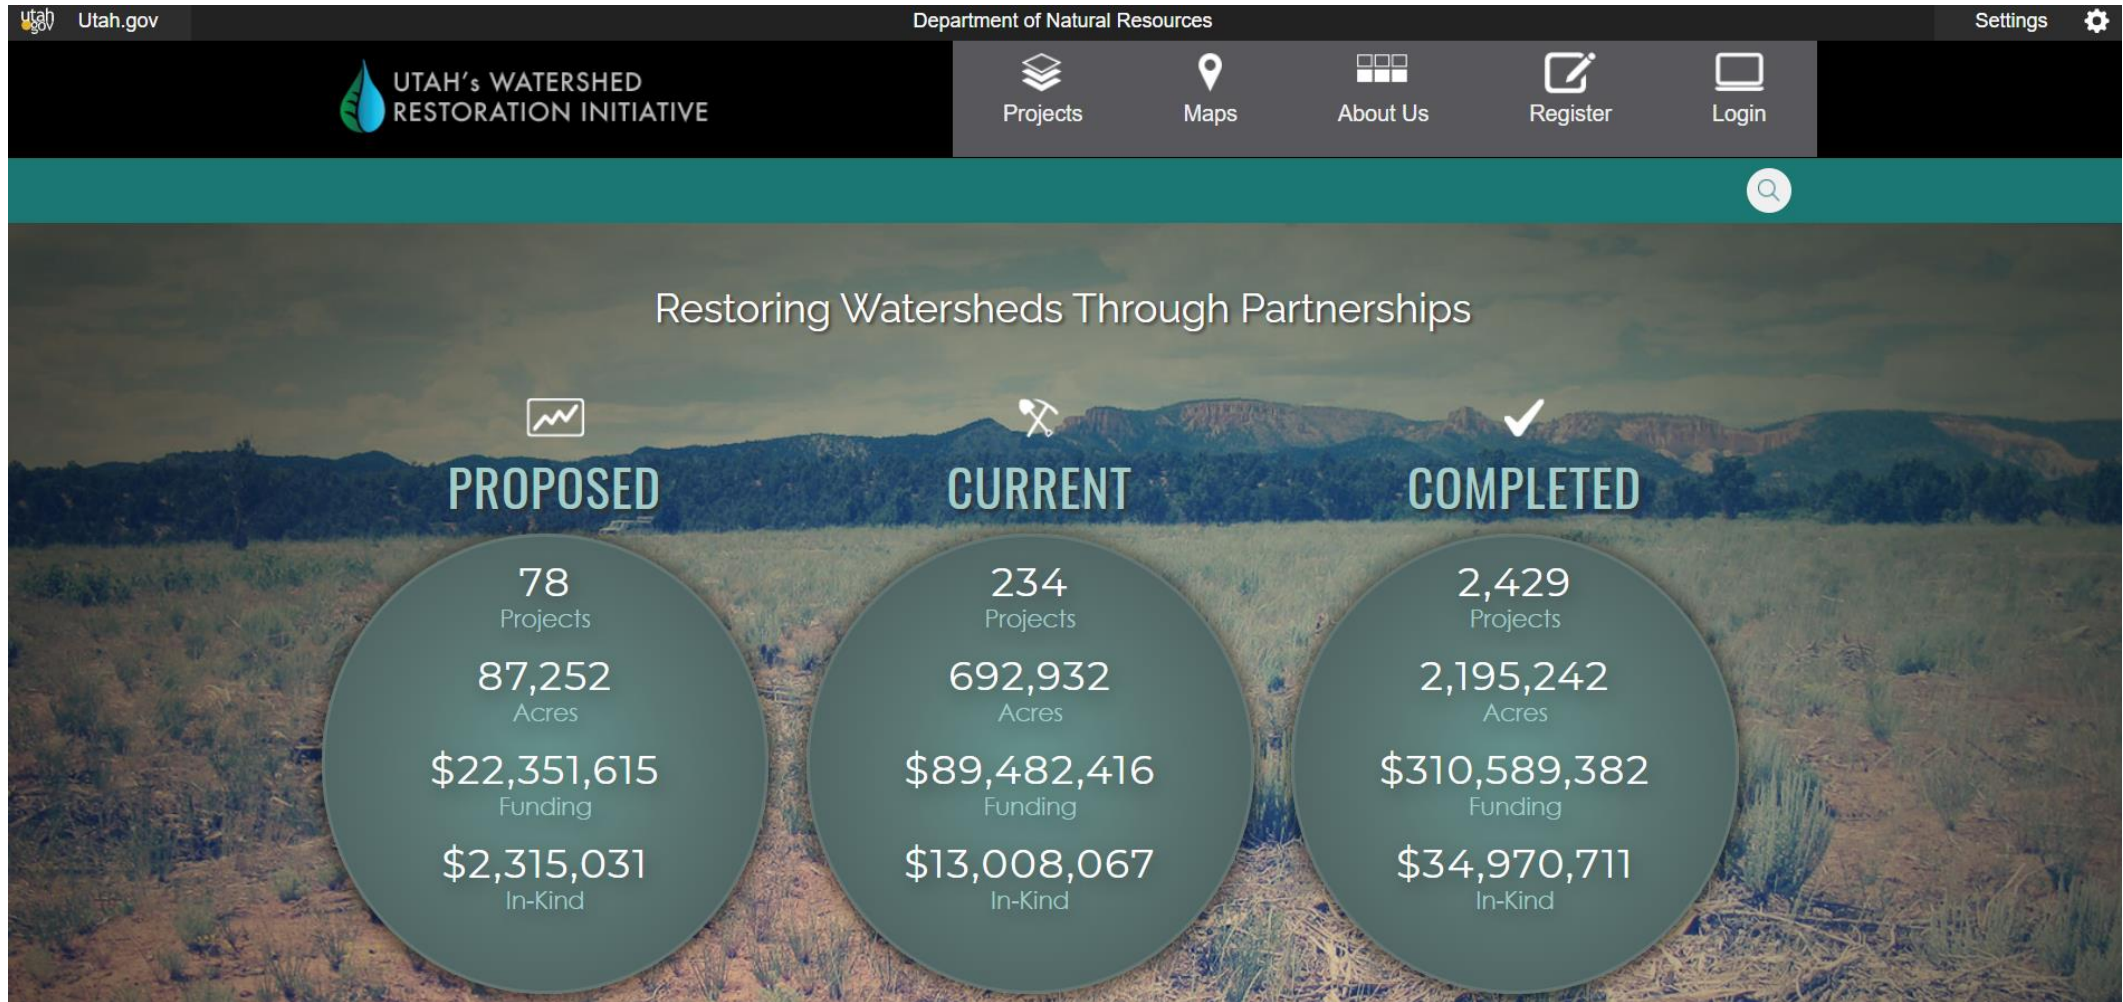 utah
gov
Utah.gov
Department of Natural Resources
Settings
UTAH's WATERSHED
RESTORATION INITIATIVE
Projects
Maps
About Us
Register
Login
Restoring Watersheds Through Partnerships
PROPOSED
78
Projects
87,252
Acres
$22,351,615
Funding
$2,315,031
In-Kind
CURRENT
234
Projects
692,932
Acres
$89,482,416
Funding
$13,008,067
In-Kind
COMPLETED
2,429
Projects
2,195,242
Acres
$310,589,382
Funding
$34,970,711
In-Kind